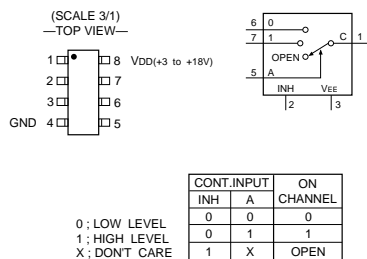 (SCALE 3/1)
—TOP VIEW—
1 8 VDD(+3 to +18V)
2 7
3 6
GND 4 5
6 0
7 1 C 1
OPEN
5 A
INH VEE
2 3
CONT.INPUT ON CHANNEL
INH A
0 0 0
0 1 1
1 X OPEN
0 ; LOW LEVEL
1 ; HIGH LEVEL
X ; DON'T CARE